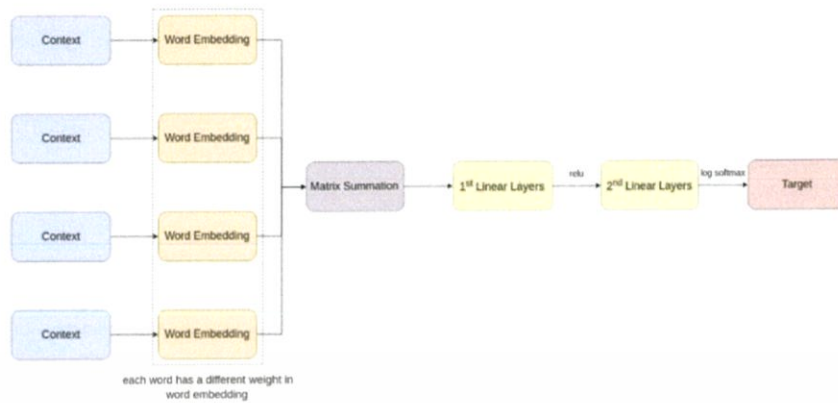 Context
Word Embedding
Context
Word Embedding
Matrix Summation
1st Linear Layers
relu
2nd Linear Layers
log softmax
Target
Context
Word Embedding
Context
Word Embedding
each word has a different weight in
word embedding